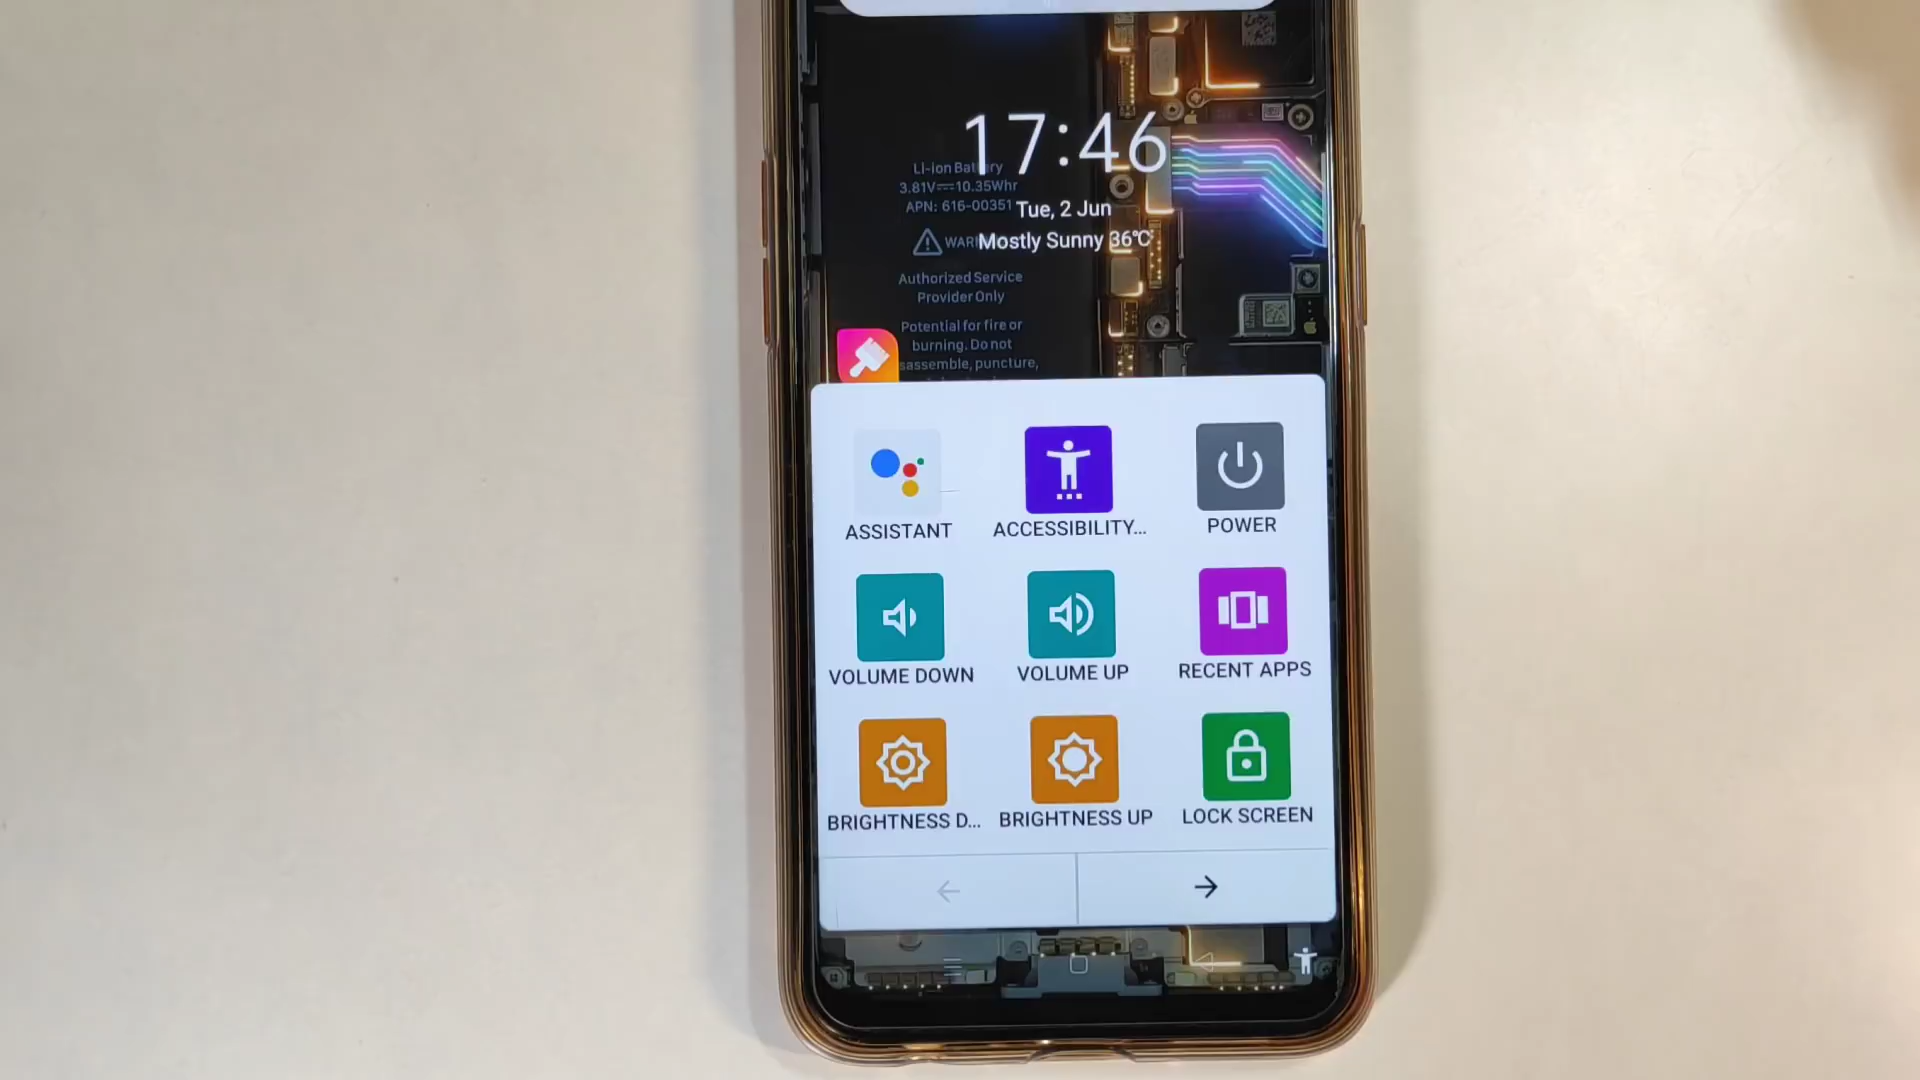 17:46
Li-ion Battery
3.81V⎓10.35Whr
APN: 616-00351
Tue, 2 Jun
Mostly Sunny 36°C
Authorized Service
Provider Only
Potential for fire or
burning. Do not
sassemble, puncture,
ASSISTANT
ACCESSIBILITY...
POWER
VOLUME DOWN
VOLUME UP
RECENT APPS
BRIGHTNESS D...
BRIGHTNESS UP
LOCK SCREEN